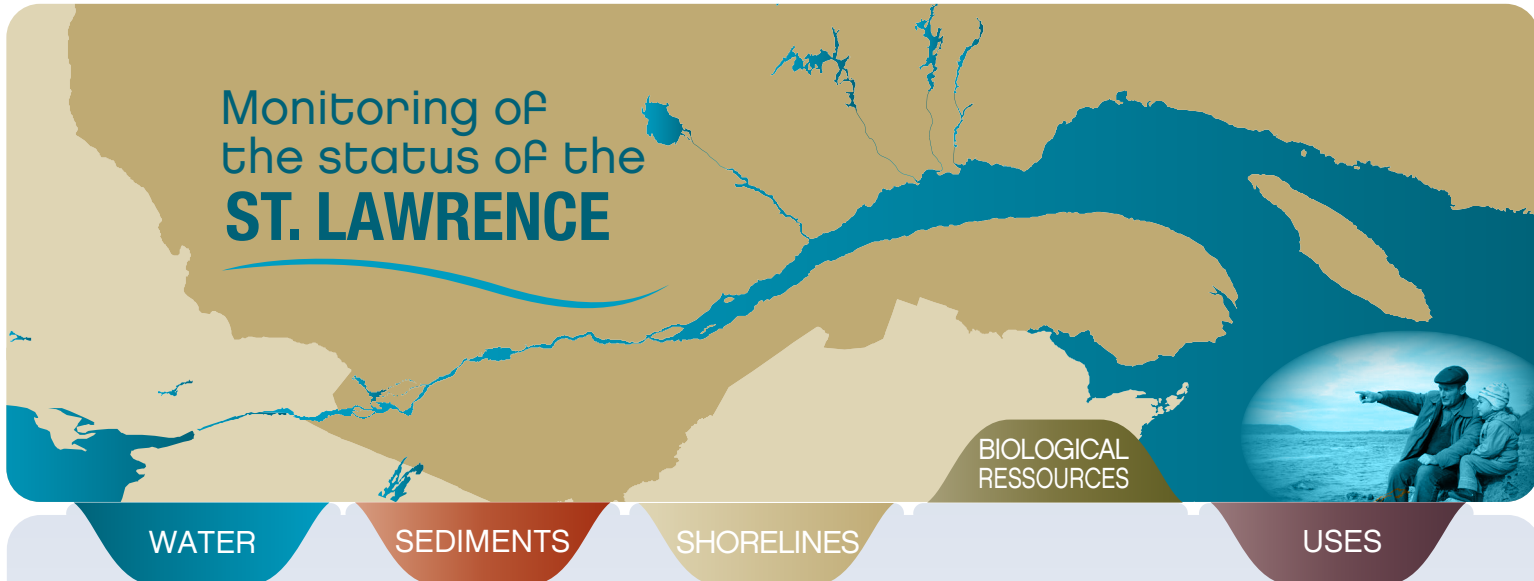 Monitoring of
the status of the
ST. LAWRENCE
BIOLOGICAL
RESSOURCES
WATER
SEDIMENTS
SHORELINES
USES